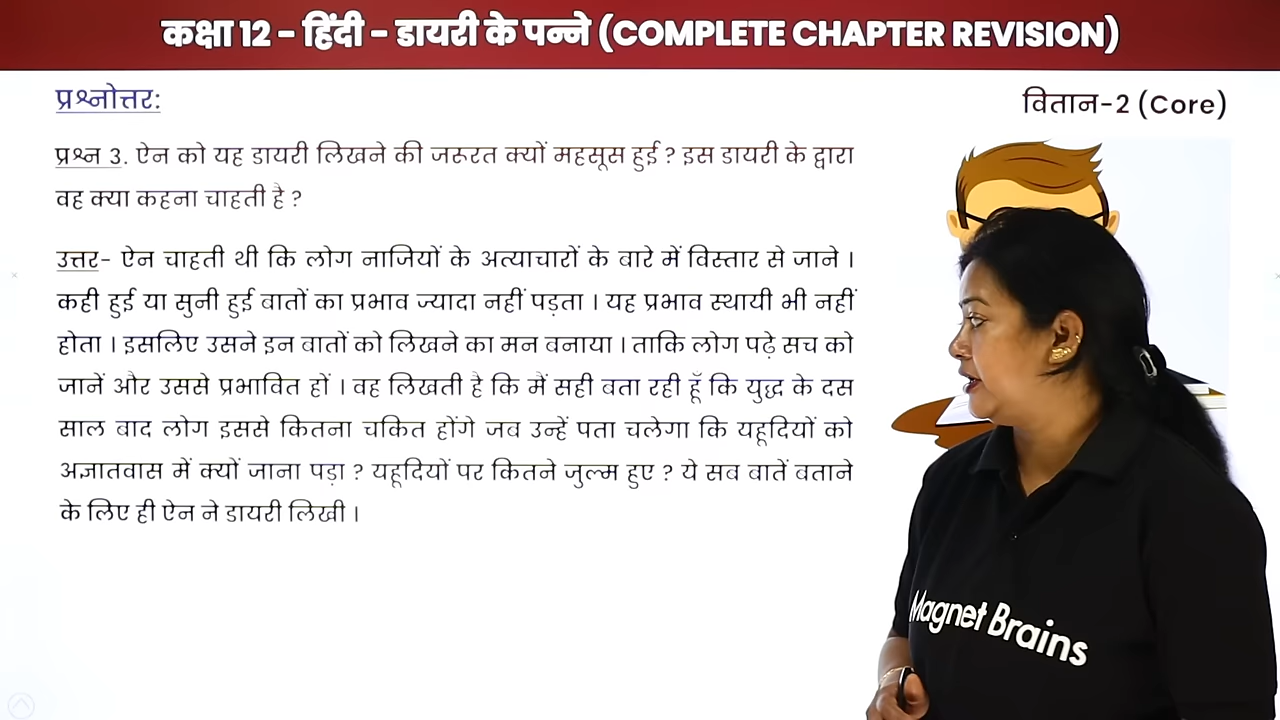 कक्षा 12 - हिंदी - डायरी के पन्ने (COMPLETE CHAPTER REVISION)
प्रश्नोत्तर:
वितान-2 (Core)
प्रश्न 3. ऐन को यह डायरी लिखने की जरूरत क्यों महसूस हुई ? इस डायरी के द्वारा
वह क्या कहना चाहती है ?
उत्तर- ऐन चाहती थी कि लोग नाजियों के अत्याचारों के बारे में विस्तार से जाने ।
कही हुई या सुनी हुई बातों का प्रभाव ज्यादा नहीं पड़ता । यह प्रभाव स्थायी भी नहीं
होता । इसलिए उसने इन बातों को लिखने का मन बनाया । ताकि लोग पढ़े सच को
जानें और उससे प्रभावित हों । वह लिखती है कि मैं सही बता रही हूँ कि युद्ध के दस
साल बाद लोग इससे कितना चकित होंगे जब उन्हें पता चलेगा कि यहूदियों को
अज्ञातवास में क्यों जाना पड़ा ? यहूदियों पर कितने जुल्म हुए ? ये सब बातें बताने
के लिए ही ऐन ने डायरी लिखी ।
Magnet Brains